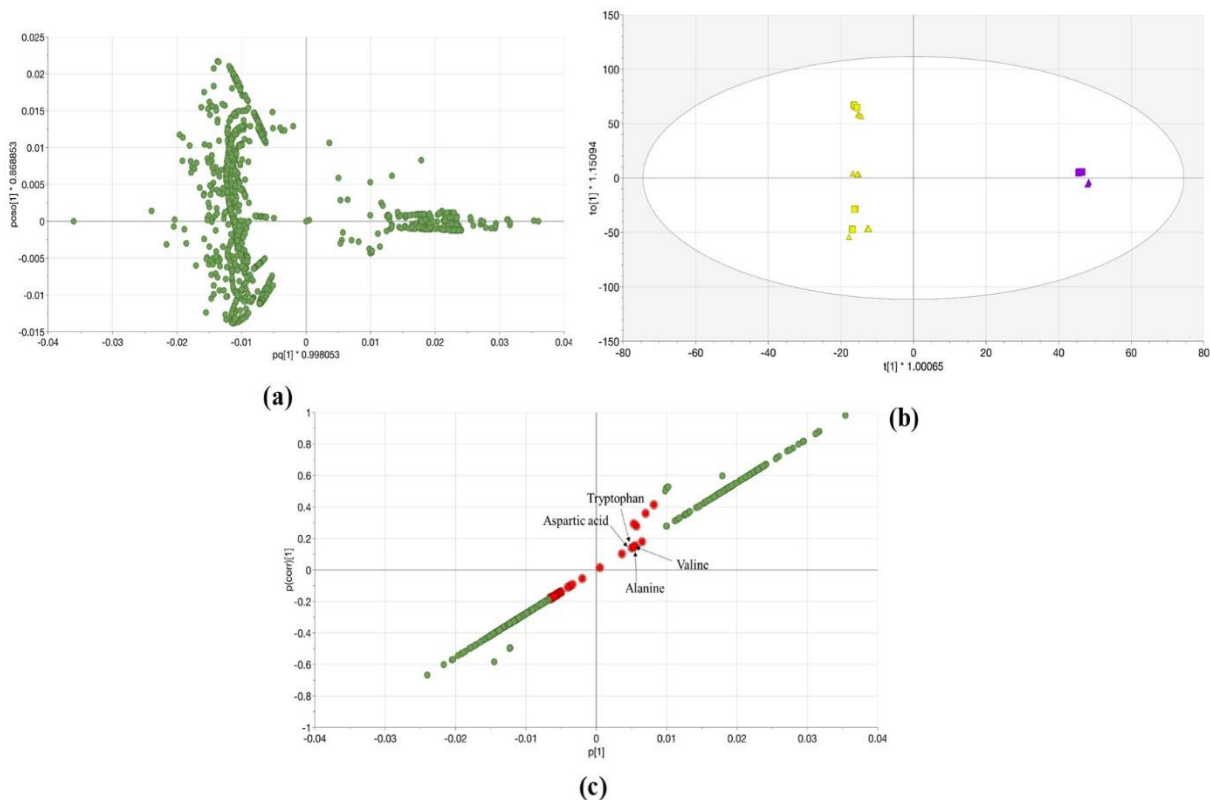 0.025
0.02
0.015
0.01
0.005
0
-0.005
-0.01
-0.015
poso[1] * 0.868853
-0.04 -0.03 -0.02 -0.01 0 0.01 0.02 0.03 0.04
pq[1] * 0.998053
(a)
150
100
50
0
-50
-100
-150
to[1] * 1.15094
-80 -60 -40 -20 0 20 40 60 80
t[1] * 1.00065
(b)
1
0.8
0.6
0.4
0.2
0
-0.2
-0.4
-0.6
-0.8
-1
p(corr)[1]
Tryptophan
Aspartic acid
Valine
Alanine
-0.04 -0.03 -0.02 -0.01 0 0.01 0.02 0.03 0.04
p[1]
(c)